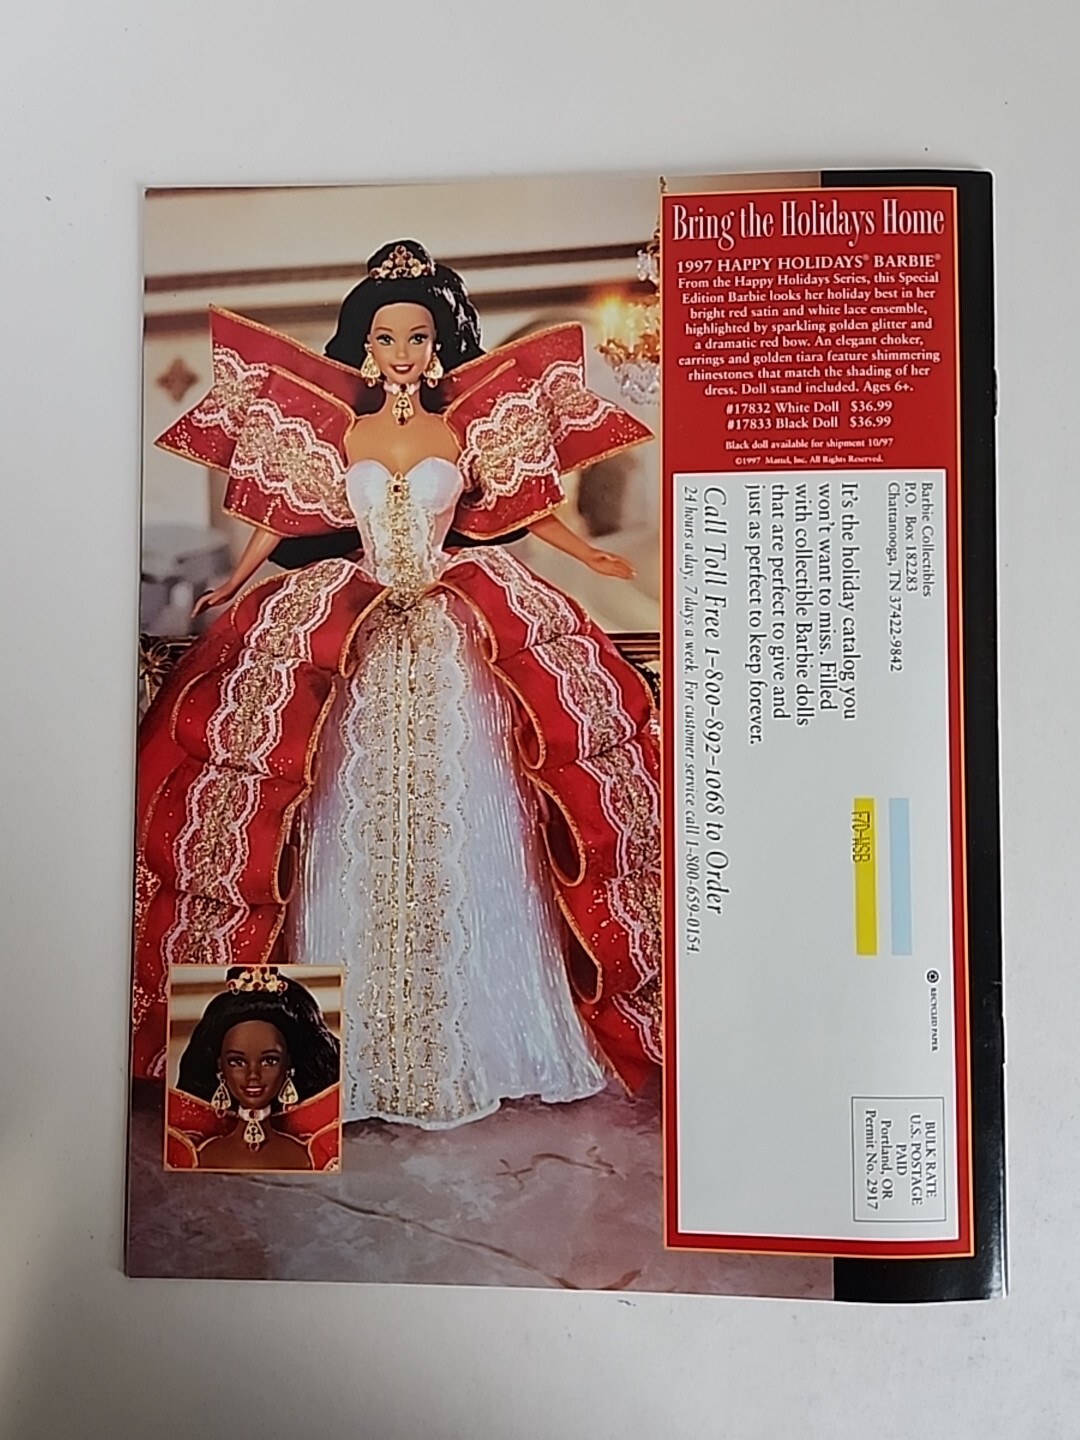 Bring the Holidays Home
1997 HAPPY HOLIDAYS® BARBIE®
From the Happy Holidays Series, this Special
Edition Barbie looks her holiday best in her
bright red satin and white lace ensemble,
highlighted by sparkling golden glitter and
a dramatic red bow. An elegant choker,
earrings and golden tiara feature shimmering
rhinestones that match the shading of her
dress. Doll stand included. Ages 6+.
#17832 White Doll $36.99
#17833 Black Doll $36.99
Black doll available for shipment 10/97
©1997 Mattel, Inc. All Rights Reserved.
Barbie Collectibles
P.O. Box 182283
Chattanooga, TN 37422-9842
It's the holiday catalog you
won't want to miss. Filled
with collectible Barbie dolls
that are perfect to give and
just as perfect to keep forever.
Call Toll Free 1-800-892-1068 to Order
24 hours a day, 7 days a week. For customer service call 1-800-659-0154.
F7D-WSB
RECYCLED PAPER
BULK RATE
U.S. POSTAGE
PAID
Portland, OR
Permit No. 2917